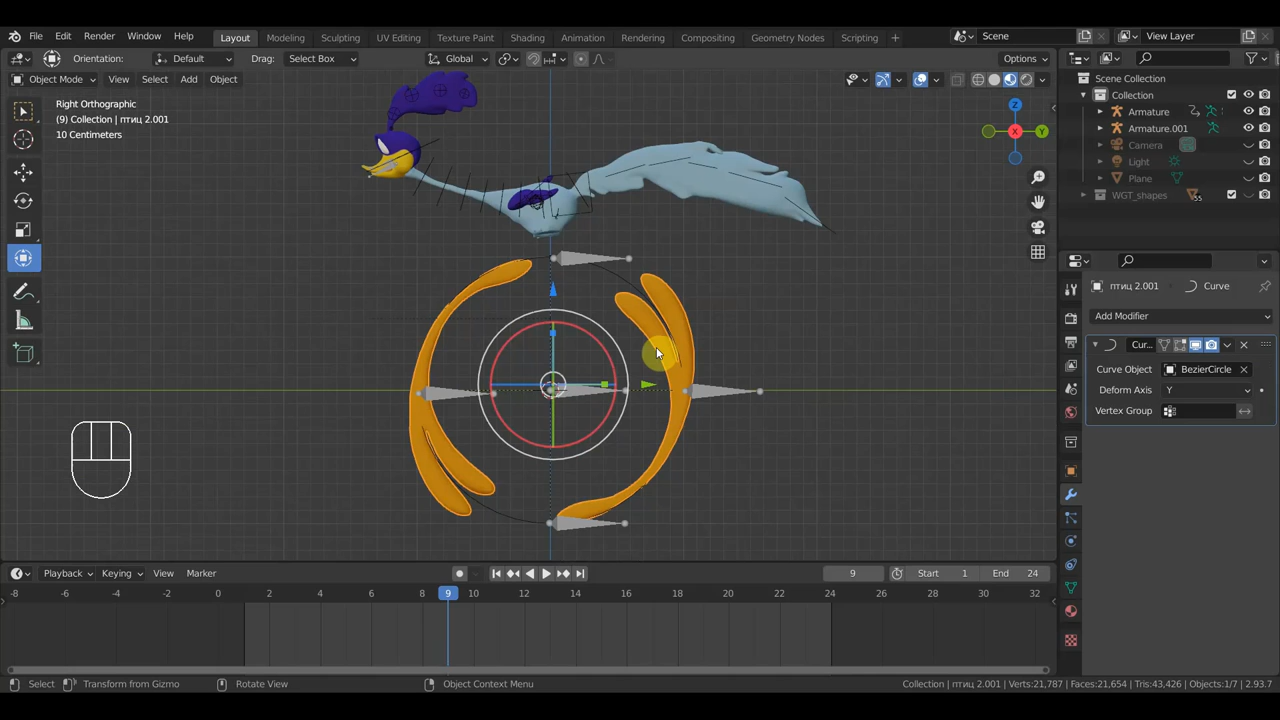 File Edit Render Window Help Layout Modeling Sculpting UV Editing Texture Paint Shading Animation Rendering Compositing Geometry Nodes Scripting + Scene View Layer
Orientation: Default Drag: Select Box Global Options
Object Mode View Select Add Object
Right Orthographic
(9) Collection | птиц 2.001
10 Centimeters
Z
Y
X
Scene Collection
Collection
Armature
Armature.001
Camera
Light
Plane
WGT_shapes 55
птиц 2.001 Curve
Add Modifier
Cur...
Curve Object BezierCircle
Deform Axis Y
Vertex Group
Playback Keying View Marker 9 Start 1 End 24
-8 -6 -4 -2 0 2 4 6 8 9 10 12 14 16 18 20 22 24 26 28 30 32
Select Transform from Gizmo Rotate View Object Context Menu Collection | птиц 2.001 | Verts:21,787 | Faces:21,654 | Tris:43,426 | Objects:1/7 | 2.93.7